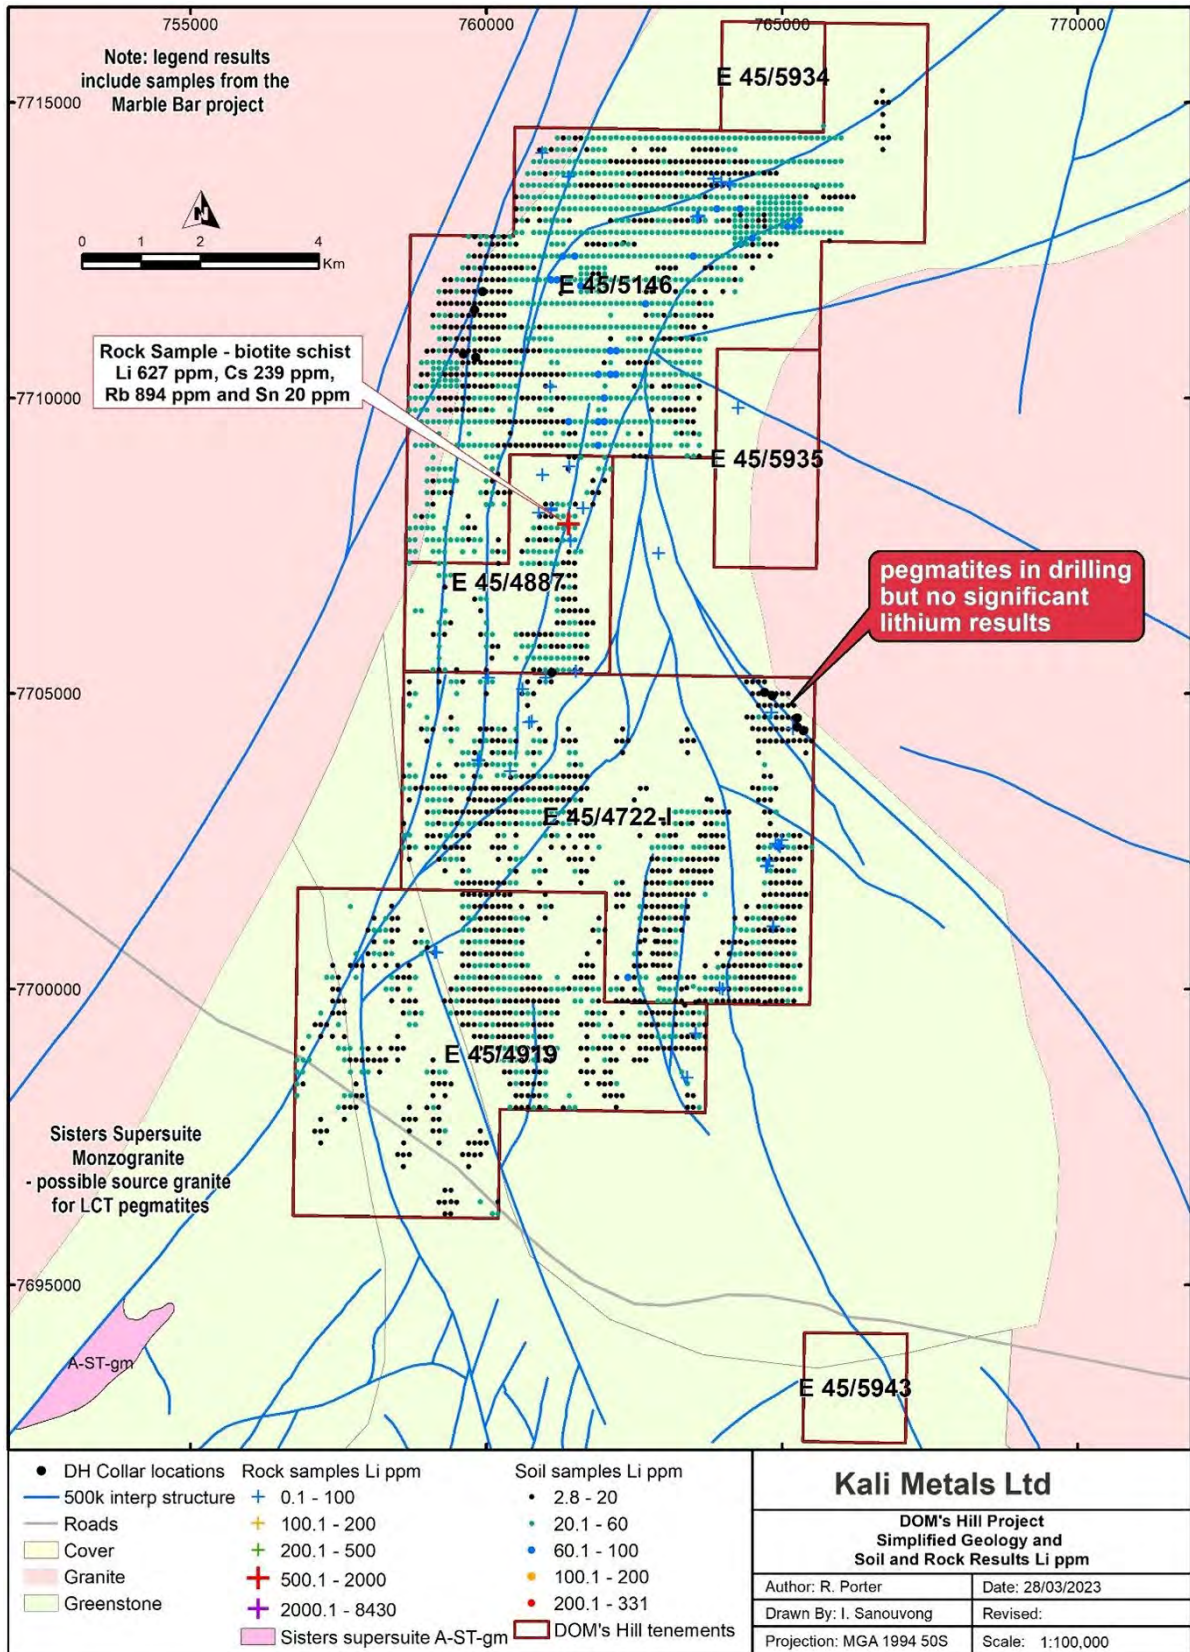 755000
760000
765000
770000
Note: legend results
include samples from the
Marble Bar project
7715000
E 45/5934
N
0 1 2 4
Km
E 45/5146
Rock Sample - biotite schist
Li 627 ppm, Cs 239 ppm,
Rb 894 ppm and Sn 20 ppm
7710000
E 45/5935
E 45/4887
pegmatites in drilling
but no significant
lithium results
7705000
E 45/4722-I
7700000
E 45/4919
Sisters Supersuite
Monzogranite
- possible source granite
for LCT pegmatites
7695000
A-ST-gm
E 45/5943
DH Collar locations
500k interp structure
Roads
Cover
Granite
Greenstone
Rock samples Li ppm
0.1 - 100
100.1 - 200
200.1 - 500
500.1 - 2000
2000.1 - 8430
Sisters supersuite A-ST-gm
Soil samples Li ppm
2.8 - 20
20.1 - 60
60.1 - 100
100.1 - 200
200.1 - 331
DOM's Hill tenements
Kali Metals Ltd
DOM's Hill Project
Simplified Geology and
Soil and Rock Results Li ppm
Author: R. Porter
Date: 28/03/2023
Drawn By: I. Sanouvong
Revised:
Projection: MGA 1994 50S
Scale: 1:100,000